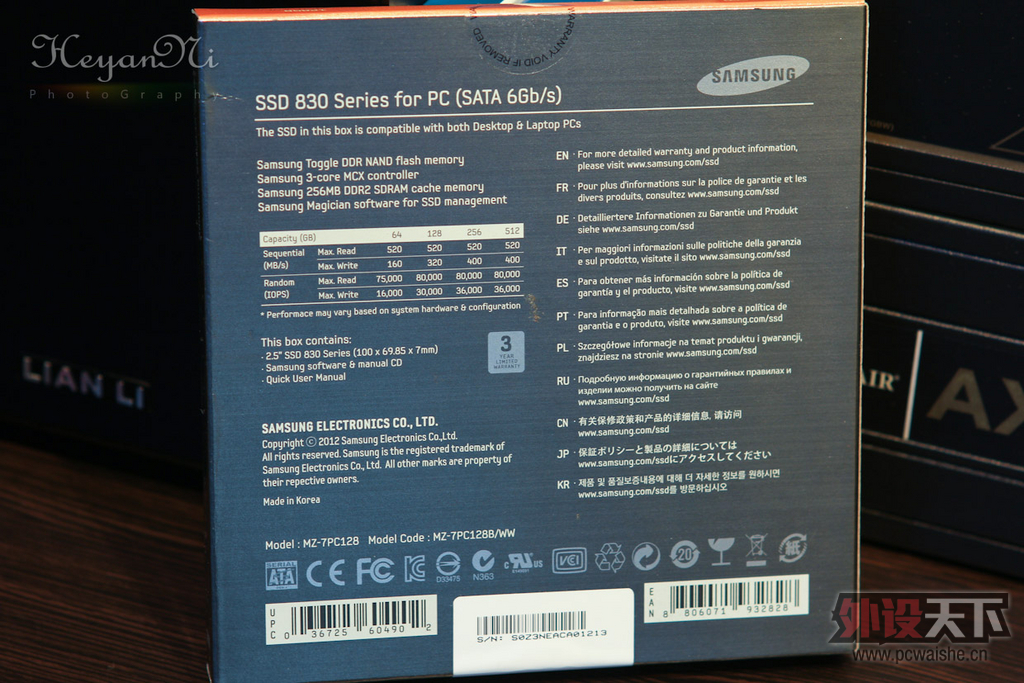 HeyanNi
PhotoGraphy
WARRANTY VOID IF REMOVED
SAMSUNG
SSD 830 Series for PC (SATA 6Gb/s)
The SSD in this box is compatible with both Desktop & Laptop PCs
Samsung Toggle DDR NAND flash memory
Samsung 3-core MCX controller
Samsung 256MB DDR2 SDRAM cache memory
Samsung Magician software for SSD management
Capacity (GB) 64 128 256 512
Sequential (MB/s) Max. Read 520 520 520 520
Max. Write 160 320 400 400
Random (IOPS) Max. Read 75,000 80,000 80,000 80,000
Max. Write 16,000 30,000 36,000 36,000
* Performace may vary based on system hardware & configuration
This box contains:
· 2.5" SSD 830 Series (100 x 69.85 x 7mm)
· Samsung software & manual CD
· Quick User Manual
3
YEAR
LIMITED
WARRANTY
SAMSUNG ELECTRONICS CO., LTD.
Copyright ⓒ 2012 Samsung Electronics Co.,Ltd.
All rights reserved. Samsung is the registered trademark of
Samsung Electronics Co., Ltd. All other marks are property of
their repective owners.
Made in Korea
EN · For more detailed warranty and product information,
please visit www.samsung.com/ssd
FR · Pour plus d'informations sur la police de garantie et les
divers produits, consultez www.samsung.com/ssd
DE · Detailliertere Informationen zu Garantie und Produkt
siehe www.samsung.com/ssd
IT · Per maggiori informazioni sulle politiche della garanzia
e sul prodotto, visitate il sito www.samsung.com/ssd
ES · Para obtener más información sobre la política de
garantía y el producto, visite www.samsung.com/ssd
PT · Para informação mais detalhada sobre a política de
garantia e o produto, visite www.samsung.com/ssd
PL · Szczegółowe informacje na temat produktu i gwarancji,
znajdziesz na stronie www.samsung.com/ssd
RU · Подробную информацию о гарантийных правилах и
изделии можно получить на сайте
www.samsung.com/ssd
CN · 有关保修政策和产品的详细信息, 请访问
www.samsung.com/ssd
JP · 保証ポリシーと製品の詳細については
www.samsung.com/ssdにアクセスしてください
KR · 제품 및 품질보증내용에 대해 더 자세한 정보를 원하시면
www.samsung.com/ssd를 방문하십시오
Model : MZ-7PC128 Model Code : MZ-7PC128B/WW
SERIAL
ATA
CE
FC
D33478
N363
c UL us
VCCI
20
紙
UPC
0 36725 60490 2
S/N: S0Z3NEACA01213
EAN
8 806071 932828
LIAN LI
AIR
AX
外设天下
www.pcwaishe.cn